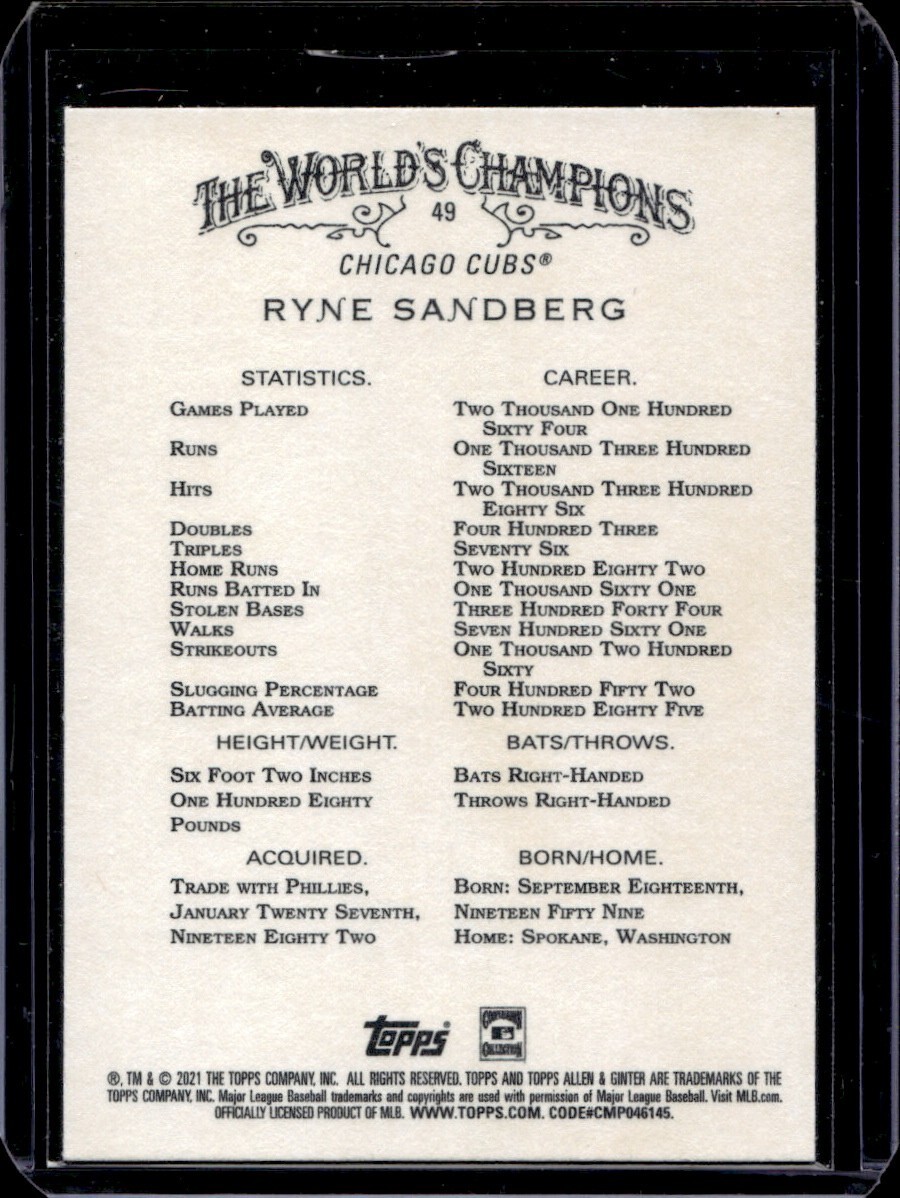 THE WORLD'S CHAMPIONS
49
CHICAGO CUBS®
RYNE SANDBERG
STATISTICS. CAREER.
GAMES PLAYED TWO THOUSAND ONE HUNDRED
SIXTY FOUR
RUNS ONE THOUSAND THREE HUNDRED
SIXTEEN
HITS TWO THOUSAND THREE HUNDRED
EIGHTY SIX
DOUBLES FOUR HUNDRED THREE
TRIPLES SEVENTY SIX
HOME RUNS TWO HUNDRED EIGHTY TWO
RUNS BATTED IN ONE THOUSAND SIXTY ONE
STOLEN BASES THREE HUNDRED FORTY FOUR
WALKS SEVEN HUNDRED SIXTY ONE
STRIKEOUTS ONE THOUSAND TWO HUNDRED
SIXTY
SLUGGING PERCENTAGE FOUR HUNDRED FIFTY TWO
BATTING AVERAGE TWO HUNDRED EIGHTY FIVE
HEIGHT/WEIGHT. BATS/THROWS.
SIX FOOT TWO INCHES BATS RIGHT-HANDED
ONE HUNDRED EIGHTY THROWS RIGHT-HANDED
POUNDS
ACQUIRED. BORN/HOME.
TRADE WITH PHILLIES, BORN: SEPTEMBER EIGHTEENTH,
JANUARY TWENTY SEVENTH, NINETEEN FIFTY NINE
NINETEEN EIGHTY TWO HOME: SPOKANE, WASHINGTON
Topps® COOPERSTOWN COLLECTION
®, TM & © 2021 THE TOPPS COMPANY, INC. ALL RIGHTS RESERVED. TOPPS AND TOPPS ALLEN & GINTER ARE TRADEMARKS OF THE
TOPPS COMPANY, INC. Major League Baseball trademarks and copyrights are used with permission of Major League Baseball. Visit MLB.com.
OFFICIALLY LICENSED PRODUCT OF MLB. WWW.TOPPS.COM. CODE#CMP046145.